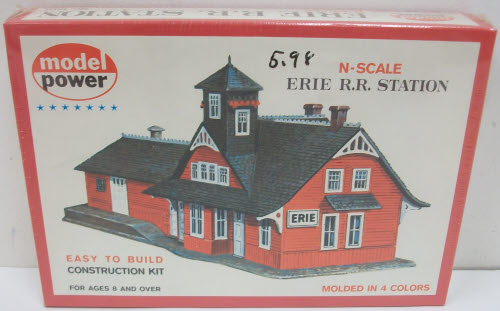 ERIE R.R. STATION
model
power
5.98
N-SCALE
ERIE R.R. STATION
ERIE
EASY TO BUILD
CONSTRUCTION KIT
FOR AGES 8 AND OVER
MOLDED IN 4 COLORS